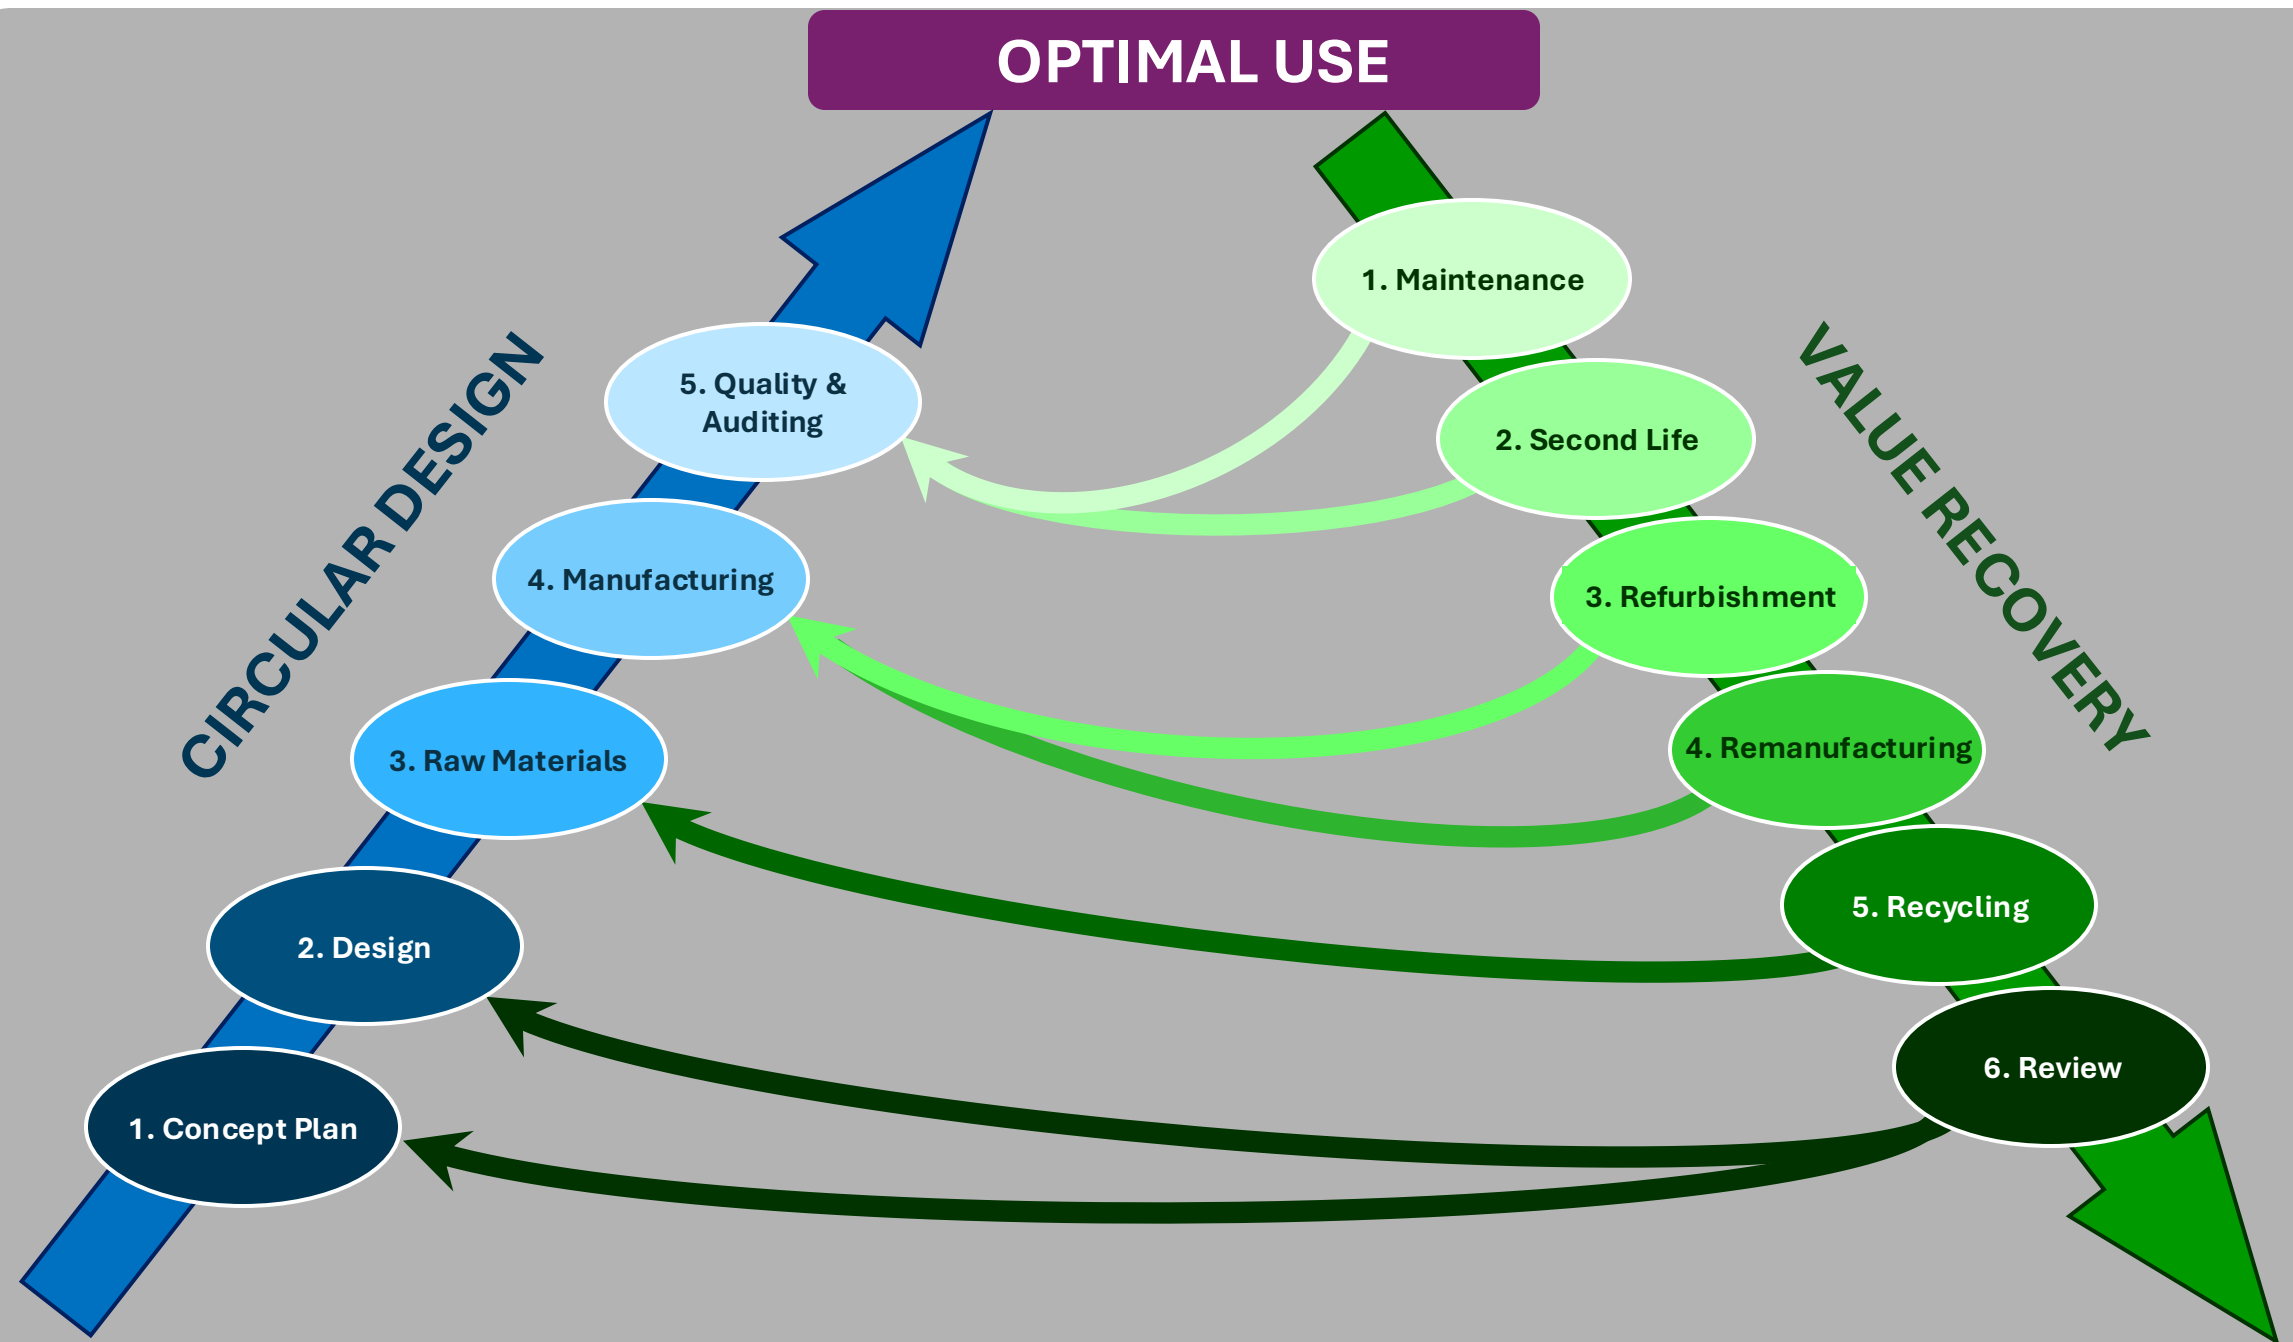 OPTIMAL USE
CIRCULAR DESIGN
5. Quality &
Auditing
4. Manufacturing
3. Raw Materials
2. Design
1. Concept Plan
VALUE RECOVERY
1. Maintenance
2. Second Life
3. Refurbishment
4. Remanufacturing
5. Recycling
6. Review